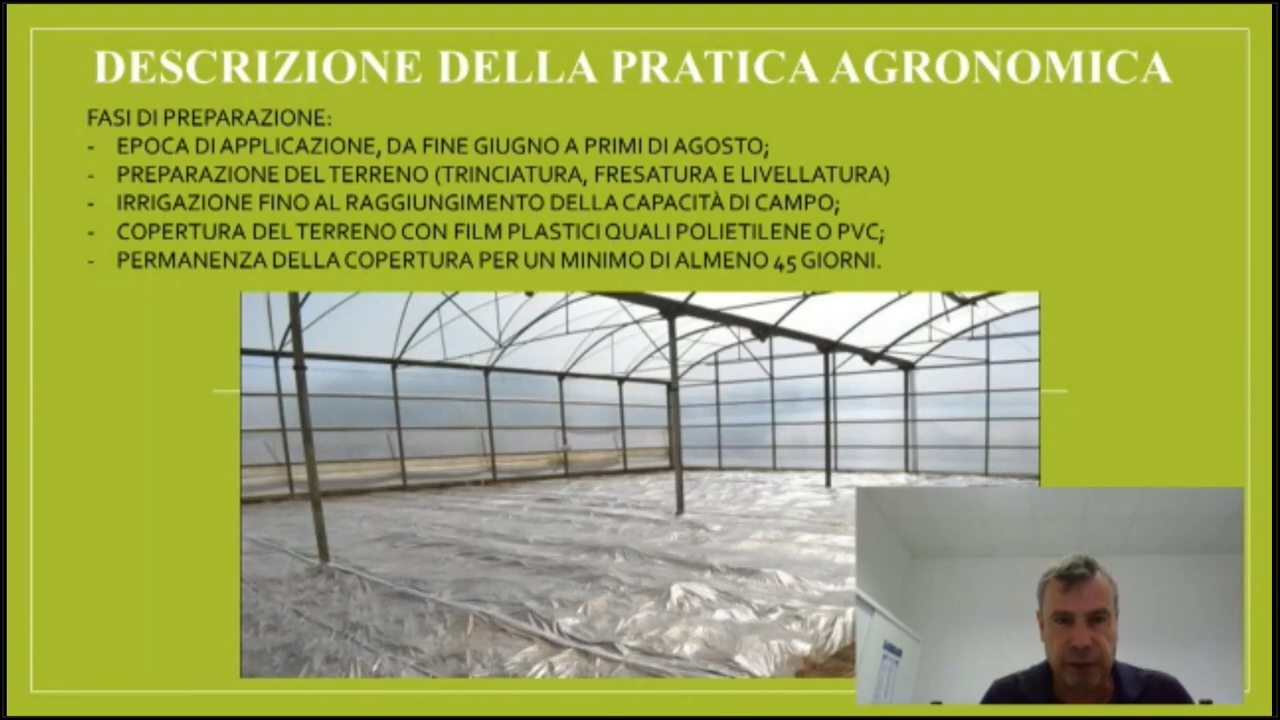 DESCRIZIONE DELLA PRATICA AGRONOMICA
FASI DI PREPARAZIONE:
- EPOCA DI APPLICAZIONE, DA FINE GIUGNO A PRIMI DI AGOSTO;
- PREPARAZIONE DEL TERRENO (TRINCIATURA, FRESATURA E LIVELLATURA)
- IRRIGAZIONE FINO AL RAGGIUNGIMENTO DELLA CAPACITÀ DI CAMPO;
- COPERTURA DEL TERRENO CON FILM PLASTICI QUALI POLIETILENE O PVC;
- PERMANENZA DELLA COPERTURA PER UN MINIMO DI ALMENO 45 GIORNI.